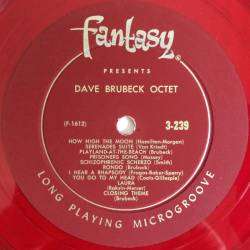 Fantasy
PRESENTS
DAVE BRUBECK OCTET
(F-1612)
3-239
HOW HIGH THE MOON (Hamilton-Morgan)
SERENADES SUITE (Van Kriedt)
PLAYLAND-AT-THE-BEACH (Brubeck)
PRISONERS SONG (Massey)
SCHIZOPHRENIC SCHERZO (Smith)
RONDO (Brubeck)
I HEAR A RHAPSODY (Fragos-Baker-Sperry)
YOU GO TO MY HEAD (Coots-Gillespie)
LAURA
(Raksin-Mercer)
CLOSING THEME
(Brubeck)
LONG PLAYING MICROGROOVE